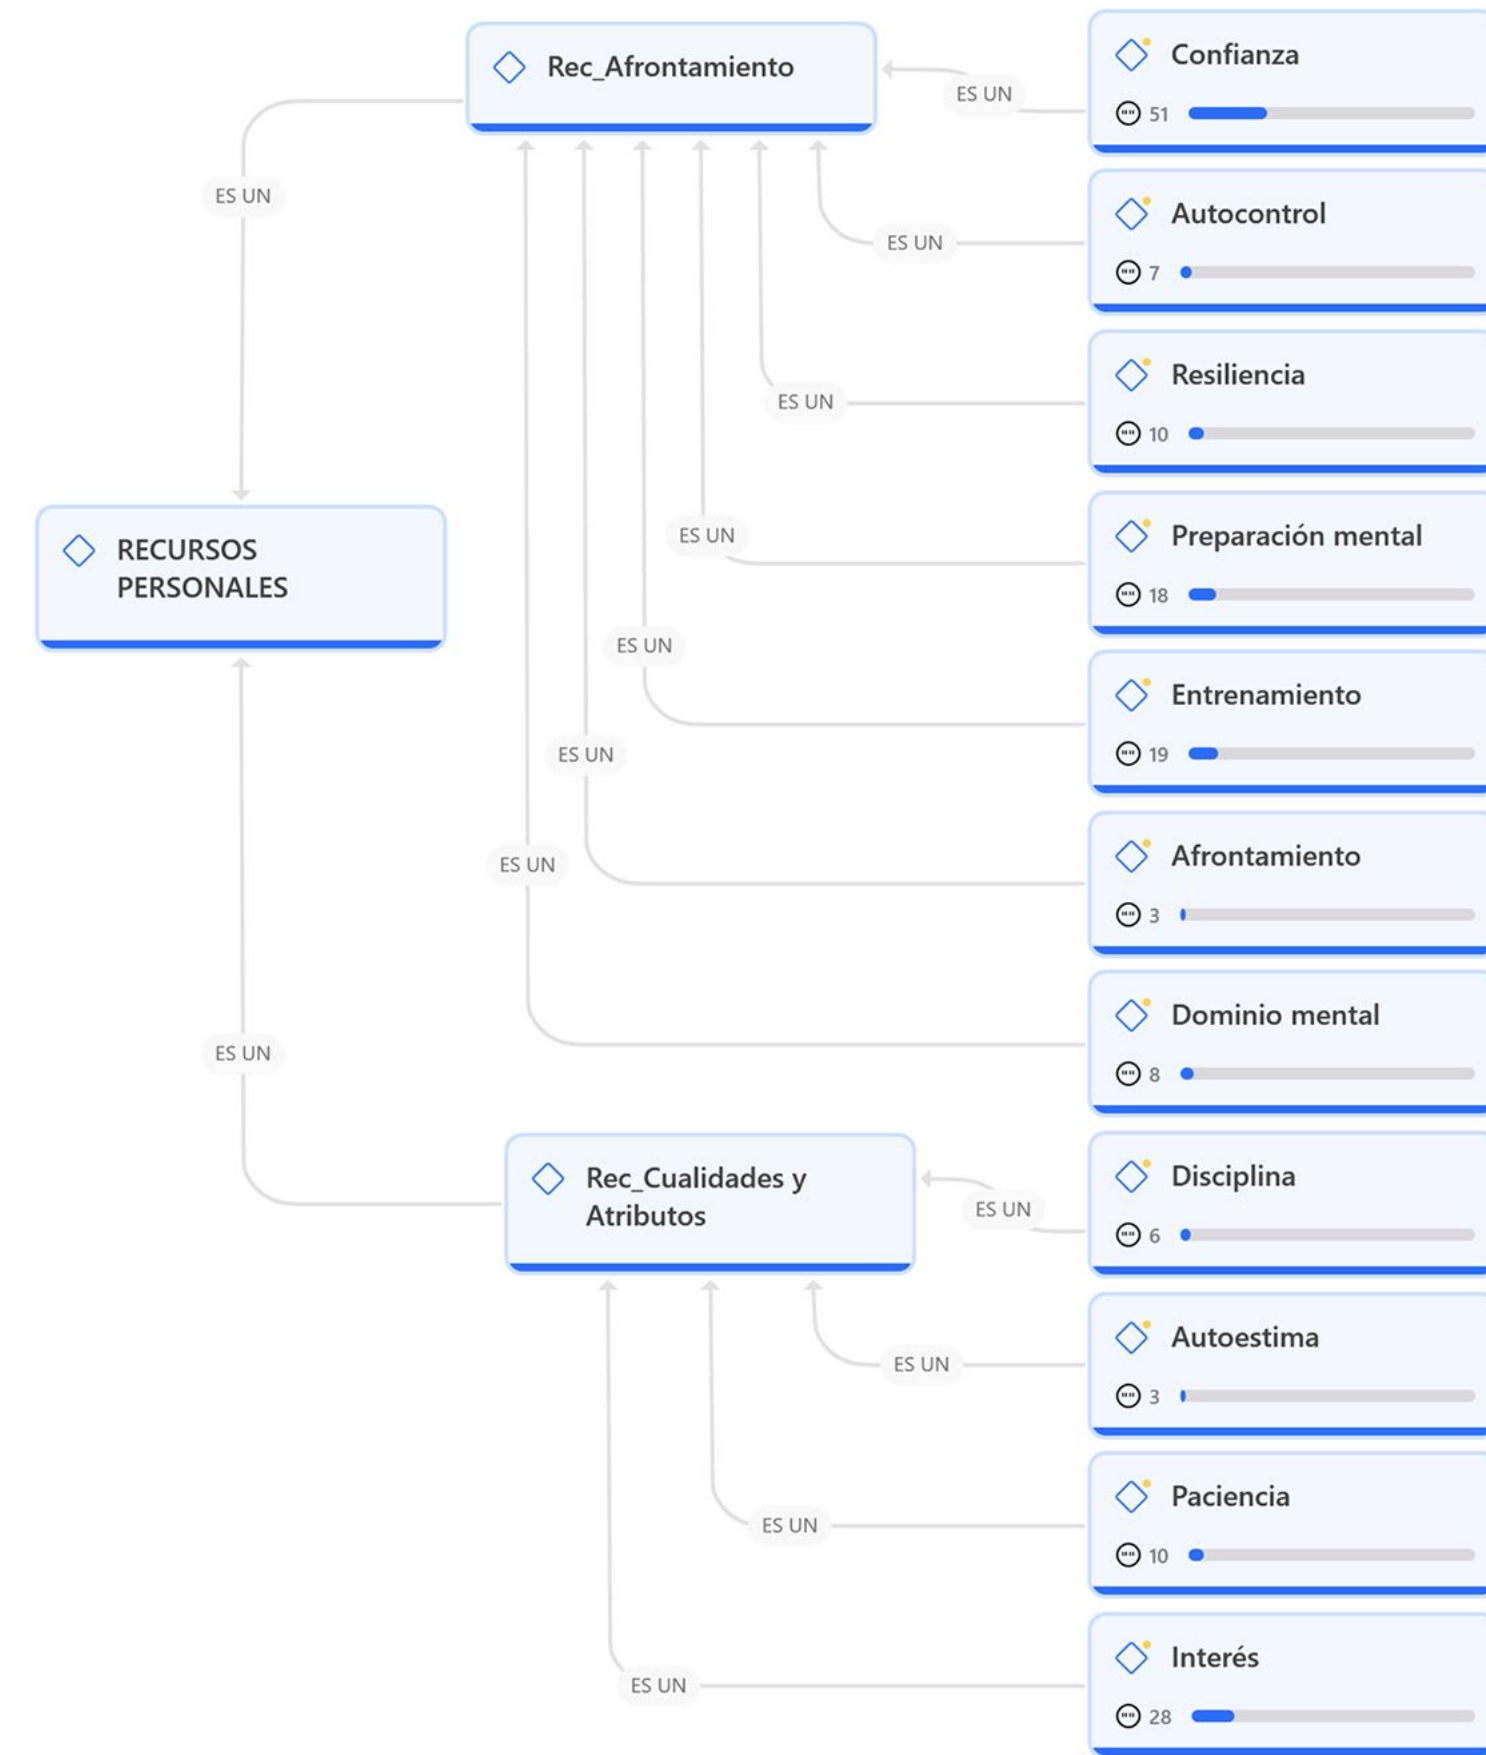 Rec_Afrontamiento
Confianza
ES UN
51
ES UN
Autocontrol
ES UN
7
Resiliencia
ES UN
10
RECURSOS
PERSONALES
ES UN
Preparación mental
18
ES UN
Entrenamiento
ES UN
19
ES UN
Afrontamiento
3
Dominio mental
ES UN
8
Rec_Cualidades y
Atributos
Disciplina
ES UN
6
Autoestima
ES UN
3
Paciencia
ES UN
10
Interés
ES UN
28